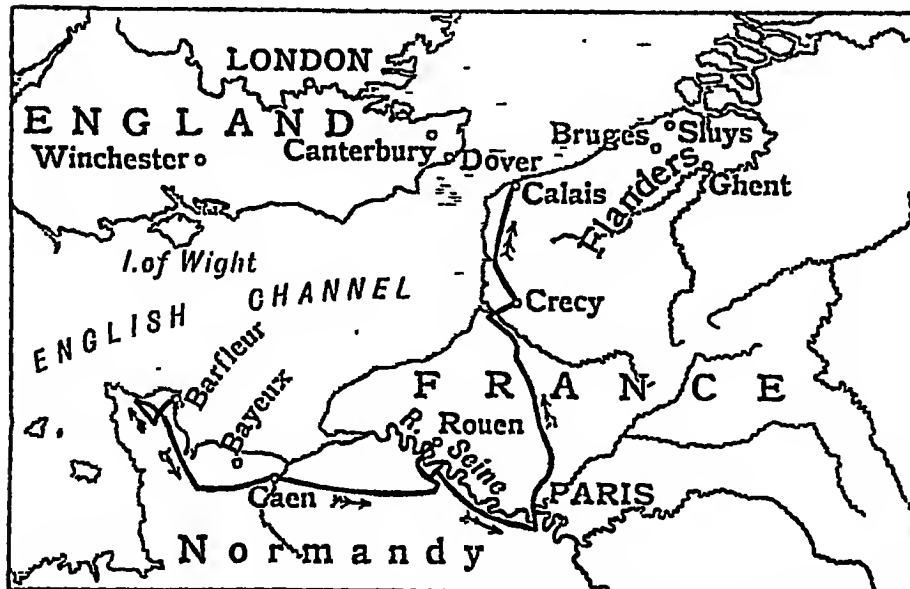 LONDON
ENGLAND
Winchester
Canterbury
Dover
Bruges
Sluys
Calais
Flanders
Ghent
I. of Wight
ENGLISH CHANNEL
Crecy
Barfleur
Bayeux
FRANCE
R. Seine
Rouen
Caen
PARIS
Normandy